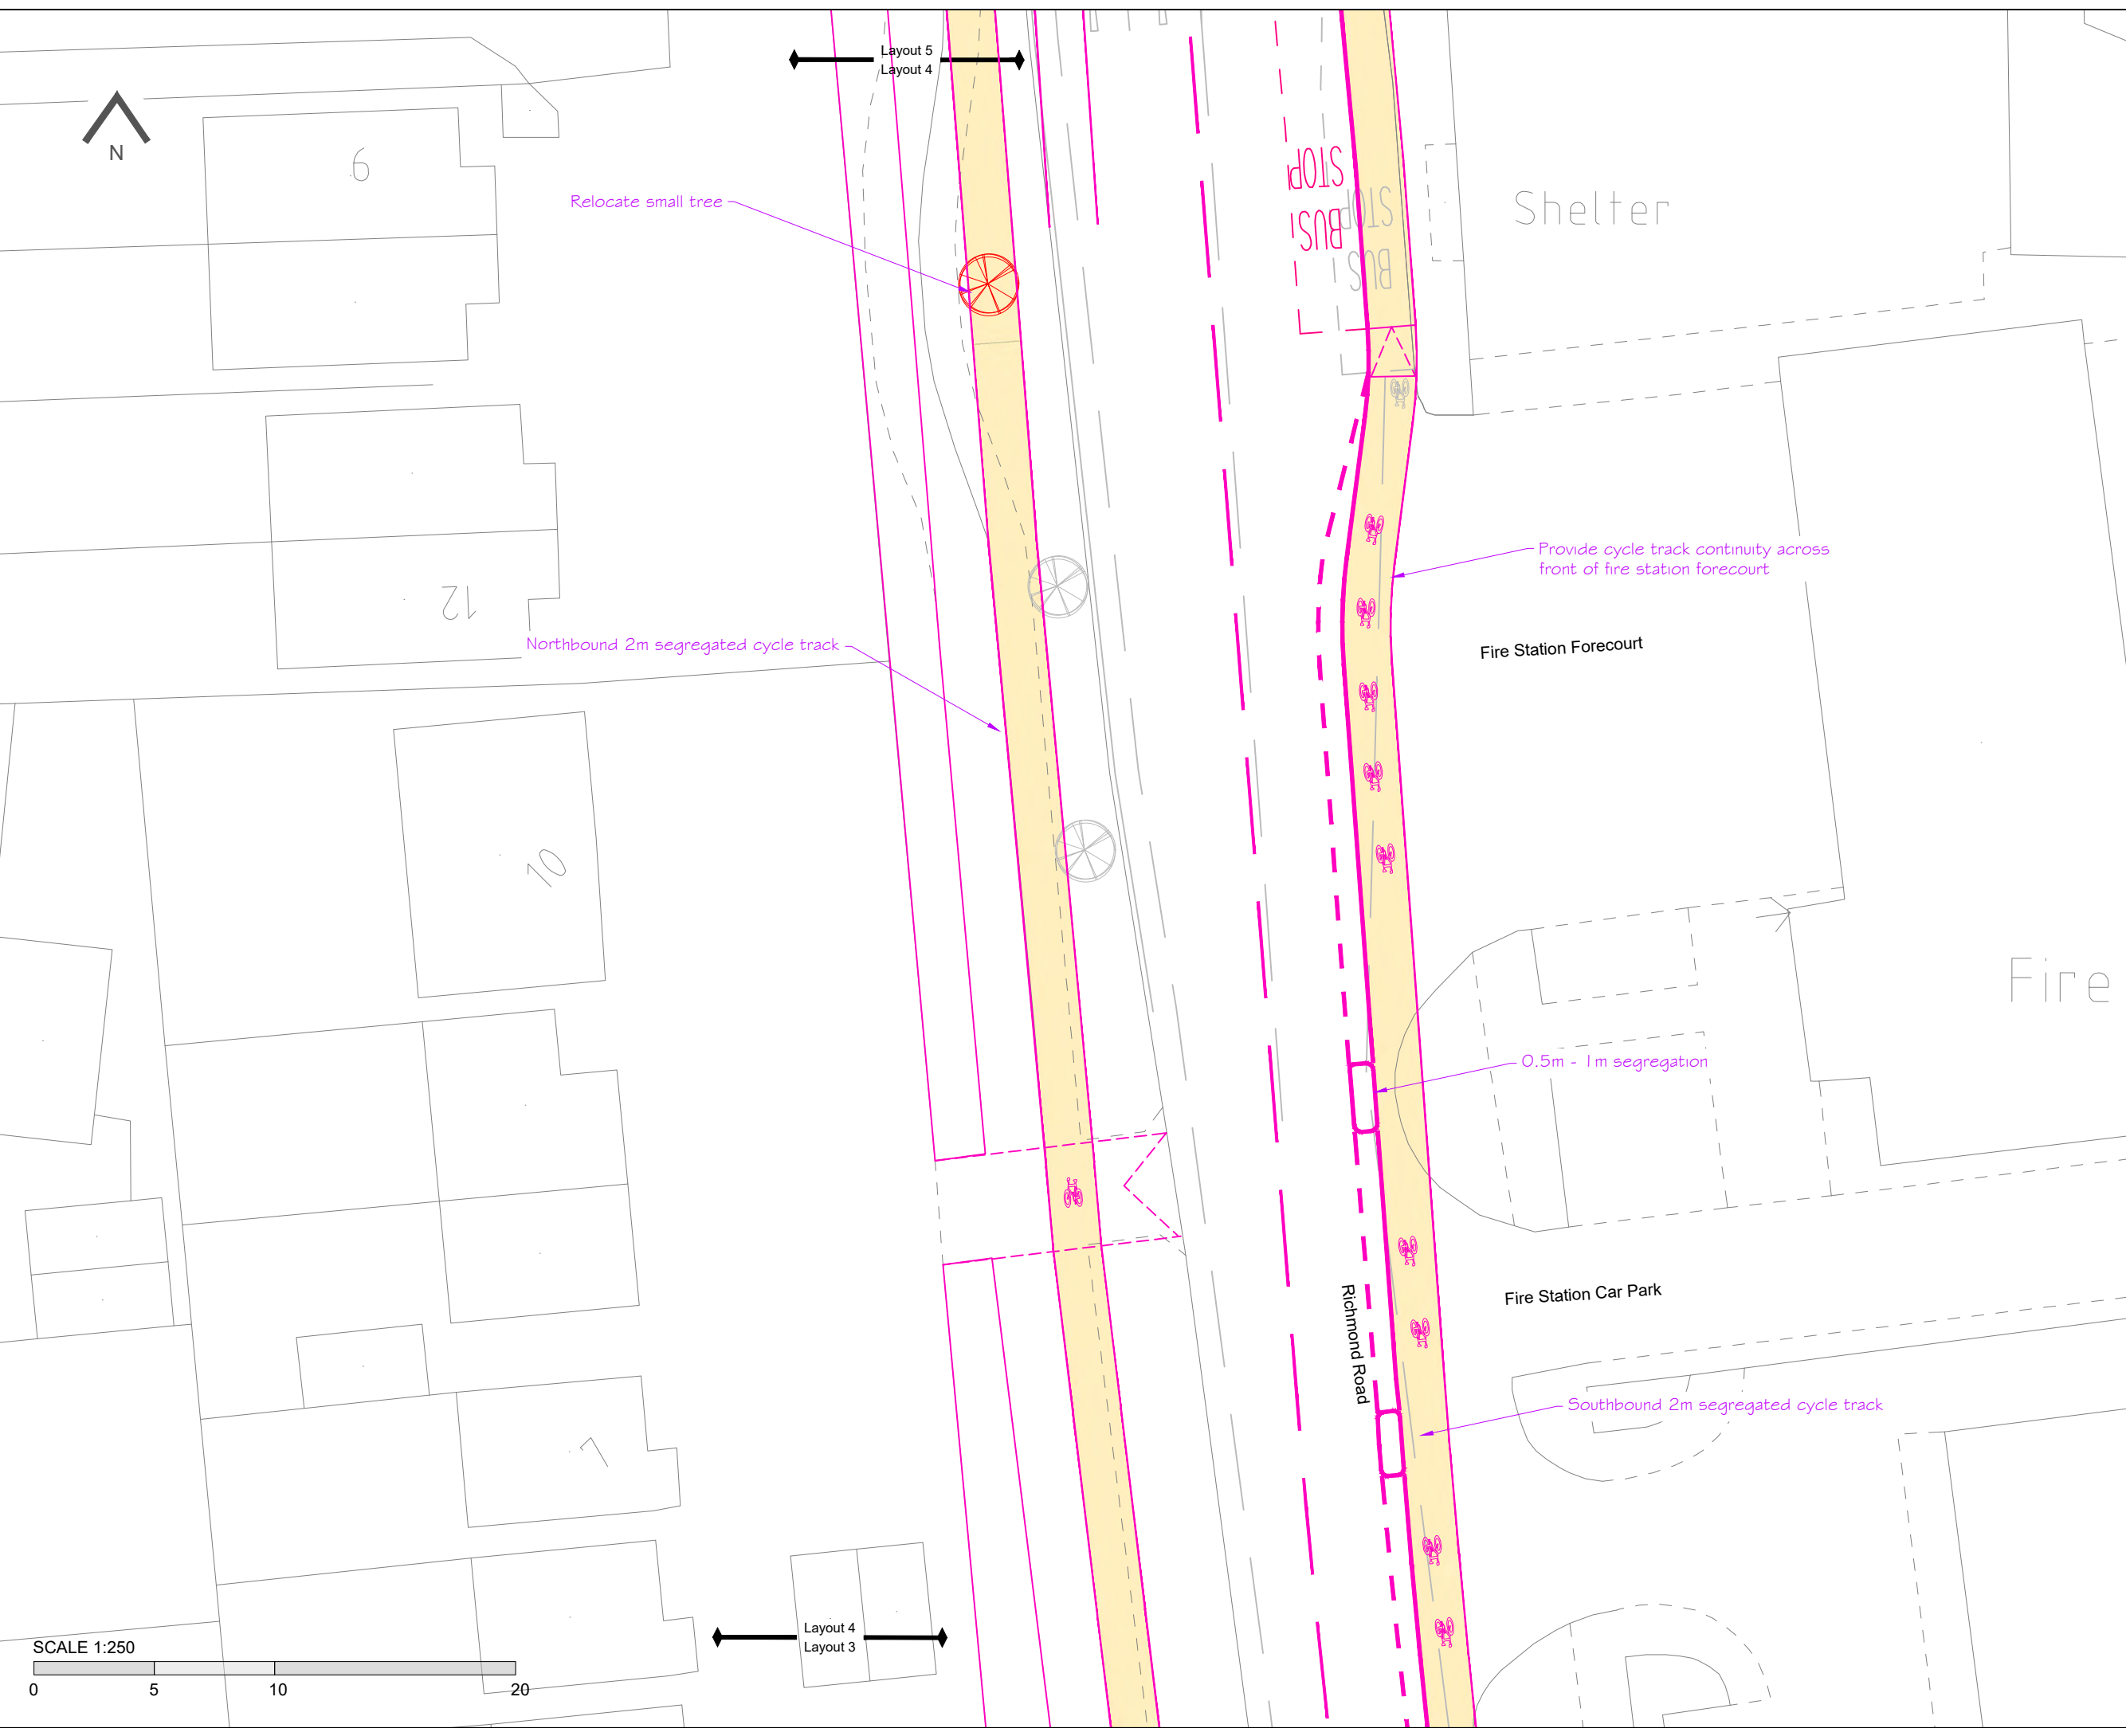 Layout 5
Layout 4
N
6
STOP
BUS
STOP
BUS
Shelter
Relocate small tree
12
Provide cycle track continuity across
front of fire station forecourt
Northbound 2m segregated cycle track
Fire Station Forecourt
10
Fire
0.5m - 1m segregation
Richmond Road
Fire Station Car Park
Southbound 2m segregated cycle track
7
Layout 4
Layout 3
SCALE 1:250
0 5 10 20